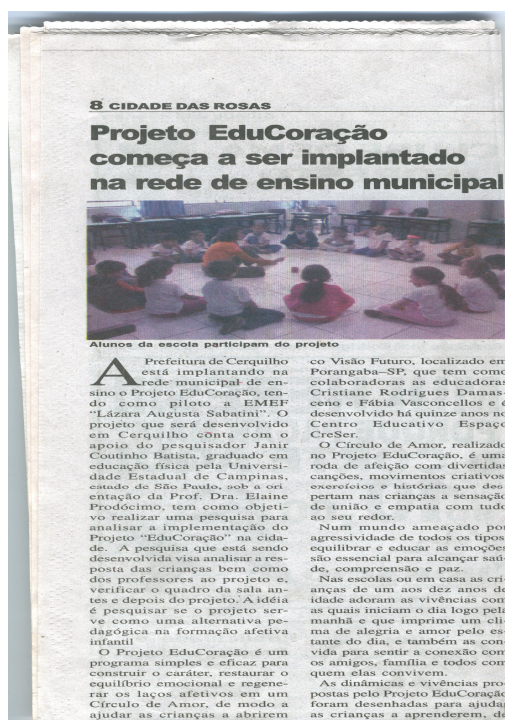 8 CIDADE DAS ROSAS
Projeto EduCoração
começa a ser implantado
na rede de ensino municipal
Alunos da escola participam do projeto
A Prefeitura de Cerquilho
está implantando na
rede municipal de en-
sino o Projeto EduCoração, ten-
do como piloto a EMEF
"Lázara Augusta Sabatini". O
projeto que será desenvolvido
em Cerquilho conta com o
apoio do pesquisador Janir
Coutinho Batista, graduado em
educação física pela Universi-
dade Estadual de Campinas,
estado de São Paulo, sob a ori
entação da Prof. Dra. Elaine
Prodócimo, tem como objeti-
vo realizar uma pesquisa para
analisar a implementação do
Projeto "EduCoração" na cida-
de. A pesquisa que está sendo
desenvolvida visa analisar a res-
posta das crianças bem como
dos professores ao projeto e,
verificar o quadro da sala an-
tes e depois do projeto. A idéia
é pesquisar se o projeto ser-
ve como uma alternativa pe-
dagógica na formação afetiva
infantil
O Projeto EduCoração é um
programa simples e eficaz para
construir o caráter, restaurar o
equilíbrio emocional e regene-
rar os laços afetivos em um
Círculo de Amor, de modo a
ajudar as crianças a abrirem
co Visão Futuro, localizado em
Porangaba–SP, que tem como
colaboradoras as educadoras
Cristiane Rodrigues Damas-
ceno e Fábia Vasconcellos e é
desenvolvido há quinze anos no
Centro Educativo Espaço
CreSer.
O Círculo de Amor, realizado
no Projeto EduCoração, é uma
roda de afeição com divertidas
canções, movimentos criativos,
exercícios e histórias que des-
pertam nas crianças a sensação
de união e empatia com tudo
ao seu redor.
Num mundo ameaçado por
agressividade de todos os tipos,
equilibrar e educar as emoções
são essencial para alcançar saú-
de, compreensão e paz.
Nas escolas ou em casa as cri-
anças de um aos dez anos de
idade adoram as vivências com
as quais iniciam o dia logo pela
manhã e que imprime um cli-
ma de alegria e amor pelo es-
tante do dia, e também as con-
vida para sentir a conexão com
os amigos, família e todos com
quem elas convivem.
As dinâmicas e vivências pro-
postas pelo Projeto EduCoração
foram desenhadas para ajudar
as crianças a aprenderem, de